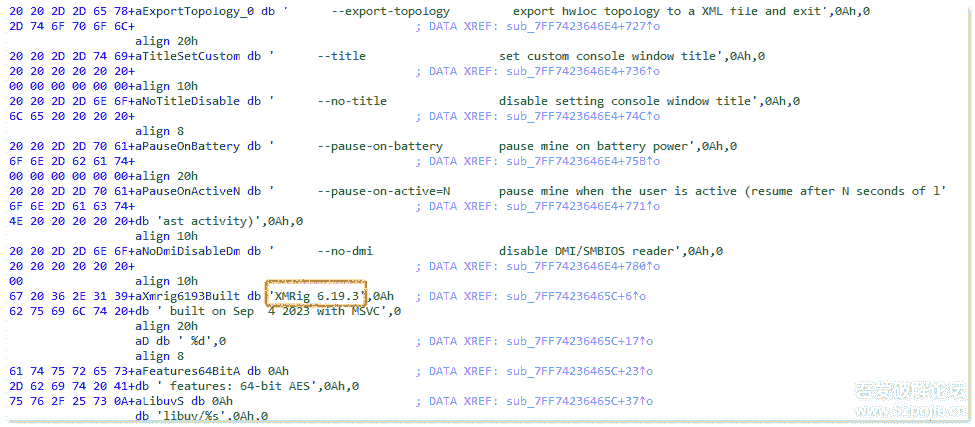 20 20 2D 2D 65 78+aExportTopology_0 db '      --export-topology         export hwloc topology to a XML file and exit',0Ah,0
2D 74 6F 70 6F 6C+                                        ; DATA XREF: sub_7FF7423646E4+727↑o
align 20h
20 20 2D 2D 74 69+aTitleSetCustom db '      --title                   set custom console window title',0Ah,0
20 20 20 20 20 20+                                        ; DATA XREF: sub_7FF7423646E4+736↑o
00 00 00 00 00 00+align 10h
20 20 2D 2D 6E 6F+aNoTitleDisable db '      --no-title                disable setting console window title',0Ah,0
6C 65 20 20 20 20+                                        ; DATA XREF: sub_7FF7423646E4+74C↑o
align 8
20 20 2D 2D 70 61+aPauseOnBattery db '      --pause-on-battery        pause mine on battery power',0Ah,0
6F 6E 2D 62 61 74+                                        ; DATA XREF: sub_7FF7423646E4+75B↑o
00 00 00 00 00 00+align 20h
20 20 2D 2D 70 61+aPauseOnActiveN db '      --pause-on-active=N       pause mine when the user is active (resume after N seconds of l'
6F 6E 2D 61 63 74+                                        ; DATA XREF: sub_7FF7423646E4+771↑o
4E 20 20 20 20 20+db 'ast activity)',0Ah,0
align 10h
20 20 2D 2D 6E 6F+aNoDmiDisableDm db '      --no-dmi                  disable DMI/SMBIOS reader',0Ah,0
20 20 20 20 20 20+                                        ; DATA XREF: sub_7FF7423646E4+780↑o
00                align 10h
67 20 36 2E 31 39+aXmrig6193Built db 'XMRig 6.19.3',0Ah    ; DATA XREF: sub_7FF74236465C+6↑o
62 75 69 6C 74 20+db ' built on Sep  4 2023 with MSVC',0
align 20h
aD db ' %d',0                           ; DATA XREF: sub_7FF74236465C+17↑o
align 8
61 74 75 72 65 73+aFeatures64BitA db 0Ah                  ; DATA XREF: sub_7FF74236465C+23↑o
2D 62 69 74 20 41+db ' features: 64-bit AES',0Ah,0
75 76 2F 25 73 0A+aLibuvS db 0Ah                          ; DATA XREF: sub_7FF74236465C+37↑o
db 'libuv/%s',0Ah,0
吾爱破解论坛
www.52pojie.cn